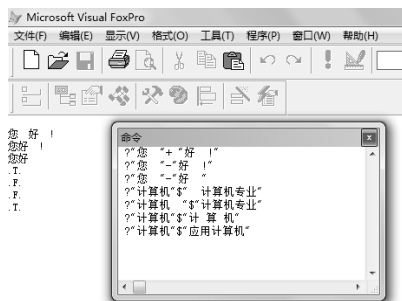 Microsoft Visual FoxPro
文件(F) 编辑(E) 显示(V) 格式(O) 工具(T) 程序(P) 窗口(W) 帮助(H)
您  好  !
您好  !
您好
.T.
.F.
.F.
.T.
命令
?"您  "+ "好  !"
?"您  "-"好  !"
?"您  "-"好  "
?"计算机"$"  计算机专业"
?"计算机  "$"计算机专业"
?"计算机"$"计 算 机"
?"计算机"$"应用计算机"